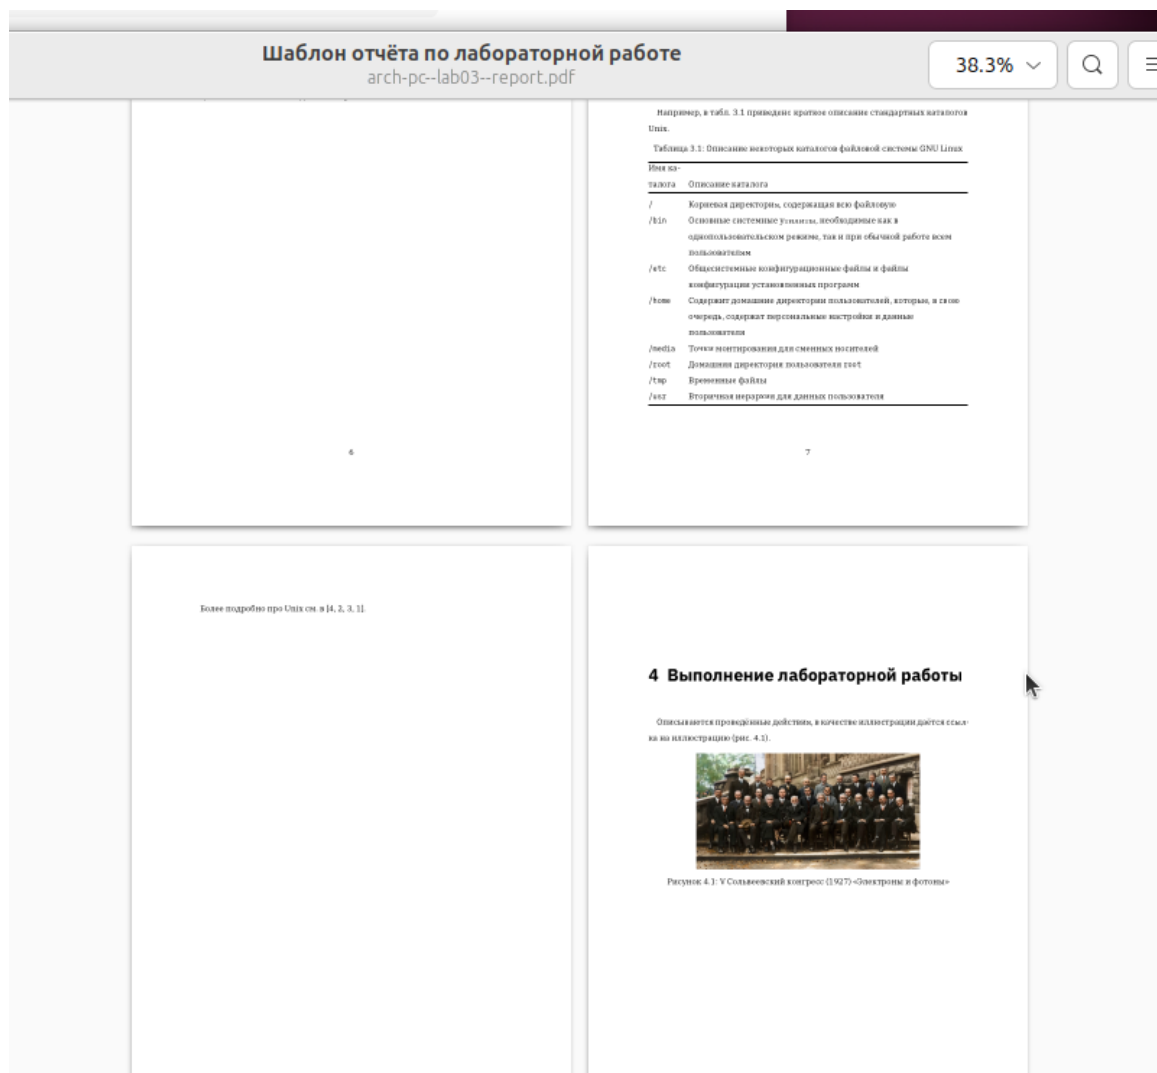 Шаблон отчёта по лабораторной работе
arch-pc--lab03--report.pdf
38.3%
Например, в табл. 3.1 приведено краткое описание стандартных каталогов
Unix.
Таблица 3.1: Описание некоторых каталогов файловой системы GNU Linux
Имя ка-
талога Описание каталога
/ Корневая директория, содержащая всю файловую
/bin Основные системные утилиты, необходимые как в
однопользовательском режиме, так и при обычной работе всем
пользователям
/etc Общесистемные конфигурационные файлы и файлы
конфигурации установленных программ
/home Содержит домашние директории пользователей, которые, в свою
очередь, содержат персональные настройки и данные
пользователя
/media Точки монтирования для сменных носителей
/root Домашняя директория пользователя root
/tmp Временные файлы
/usr Вторичная иерархия для данных пользователя
6
7
Более подробно про Unix см. в [4, 2, 3, 1].
4 Выполнение лабораторной работы
Описываются проведённые действия, в качестве иллюстрации даётся ссыл-
ка на иллюстрацию (рис. 4.1).
Рисунок 4.1: V Сольвеевский конгресс (1927) «Электроны и фотоны»